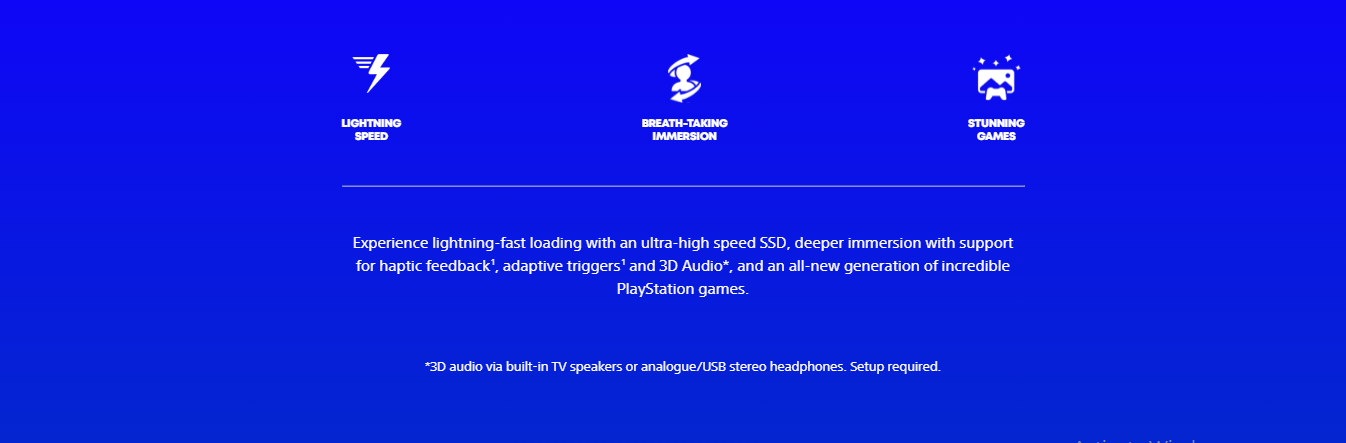 LIGHTNING
SPEED
BREATH-TAKING
IMMERSION
STUNNING
GAMES
Experience lightning-fast loading with an ultra-high speed SSD, deeper immersion with support
for haptic feedback¹, adaptive triggers¹ and 3D Audio*, and an all-new generation of incredible
PlayStation games.
*3D audio via built-in TV speakers or analogue/USB stereo headphones. Setup required.